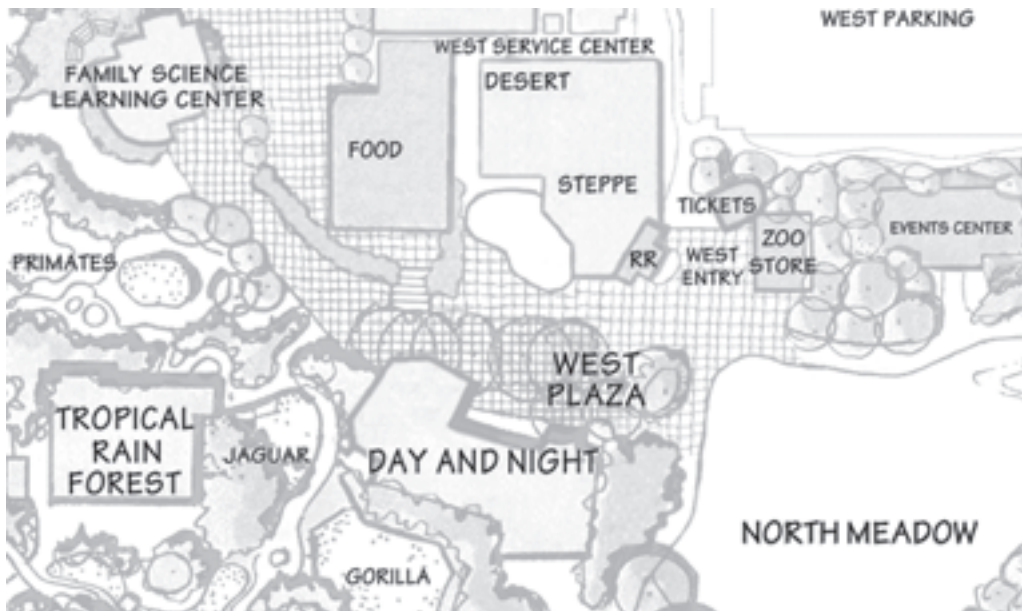 WEST PARKING
WEST SERVICE CENTER
FAMILY SCIENCE
LEARNING CENTER
DESERT
FOOD
STEPPE
TICKETS
EVENTS CENTER
ZOO
STORE
RR
WEST
ENTRY
PRIMATES
WEST
PLAZA
TROPICAL
RAIN
FOREST
JAGUAR
DAY AND NIGHT
NORTH MEADOW
GORILLA